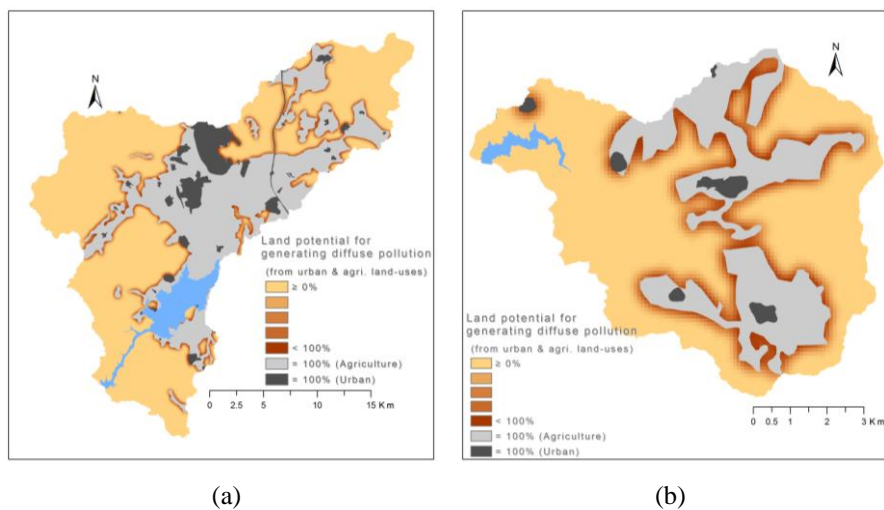 N
Land potential for
generating diffuse pollution
(from urban & agri. land-uses)
≥ 0%
< 100%
= 100% (Agriculture)
= 100% (Urban)
0 2.5 5 10 15 Km
N
Land potential for
generating diffuse pollution
(from urban & agri. land-uses)
≥ 0%
< 100%
= 100% (Agriculture)
= 100% (Urban)
0 0.5 1 2 3 Km
(a)
(b)